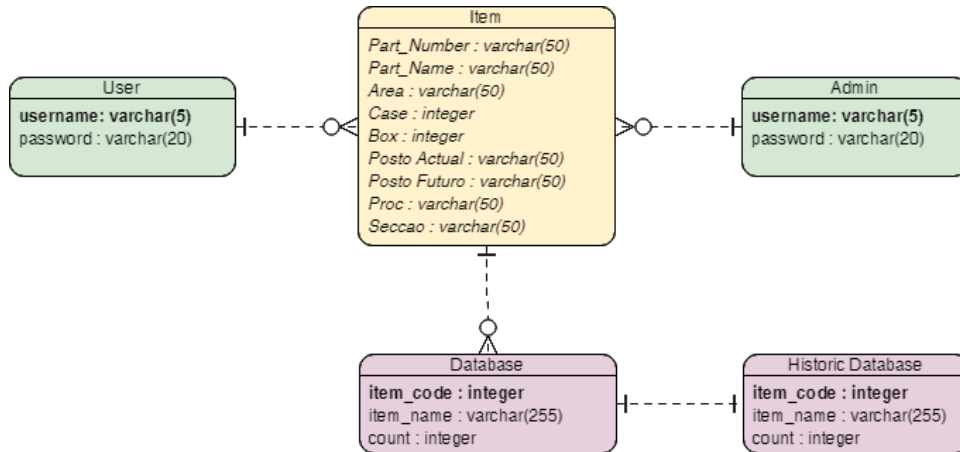 Item
Part_Number : varchar(50)
Part_Name : varchar(50)
Area : varchar(50)
Case : integer
Box : integer
Posto Actual : varchar(50)
Posto Futuro : varchar(50)
Proc : varchar(50)
Seccao : varchar(50)
User
username: varchar(5)
password : varchar(20)
Admin
username: varchar(5)
password : varchar(20)
Database
item_code : integer
item_name : varchar(255)
count : integer
Historic Database
item_code : integer
item_name : varchar(255)
count : integer